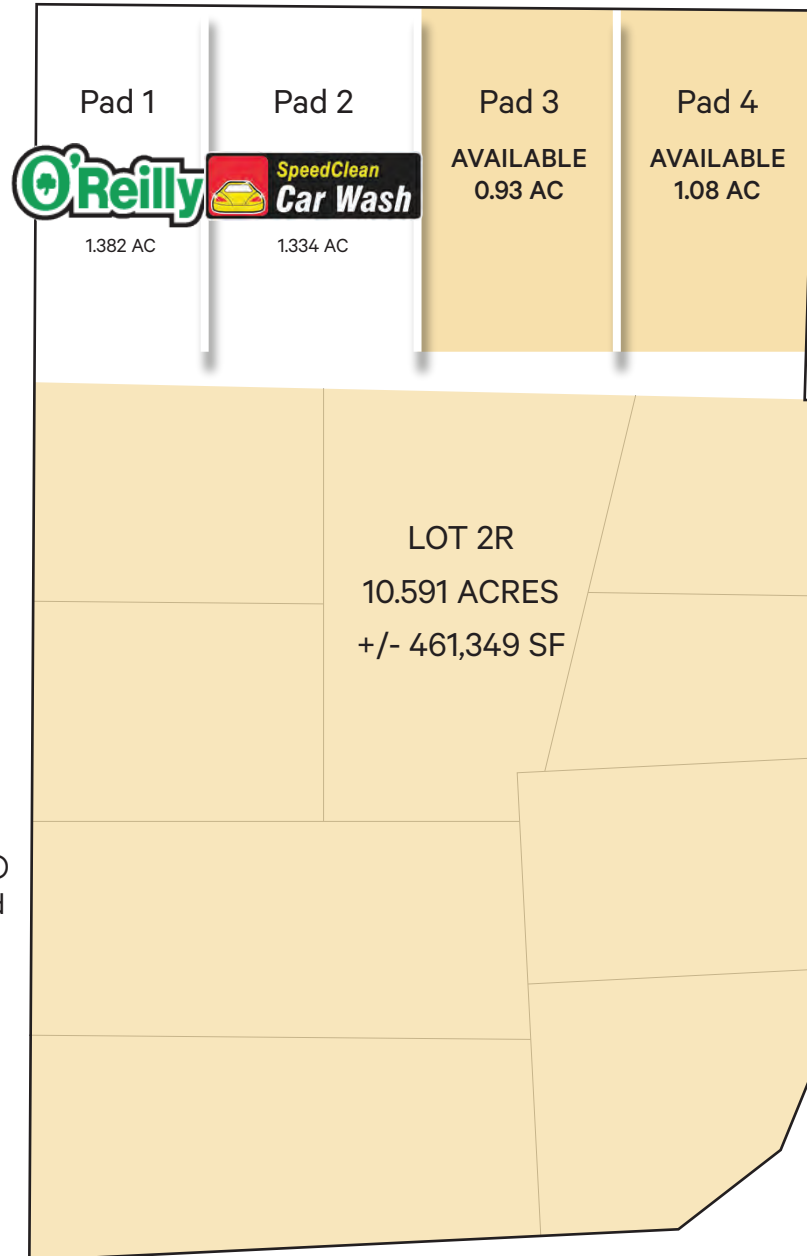 Pad 1
O'Reilly
1.382 AC
Pad 2
SpeedClean
Car Wash
1.334 AC
Pad 3
AVAILABLE
0.93 AC
Pad 4
AVAILABLE
1.08 AC
LOT 2R
10.591 ACRES
+/- 461,349 SF